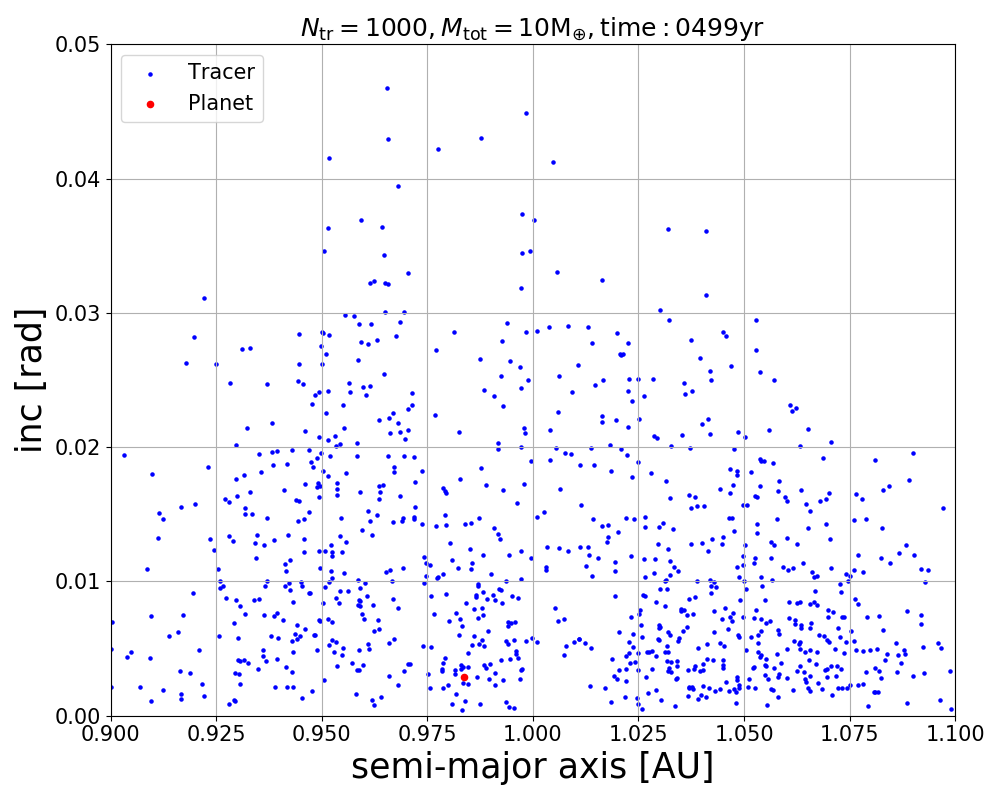 N_tr = 1000, M_tot = 10M_⊕, time : 0499yr
Tracer
Planet
inc [rad]
0.05
0.04
0.03
0.02
0.01
0.00
0.900 0.925 0.950 0.975 1.000 1.025 1.050 1.075 1.100
semi-major axis [AU]